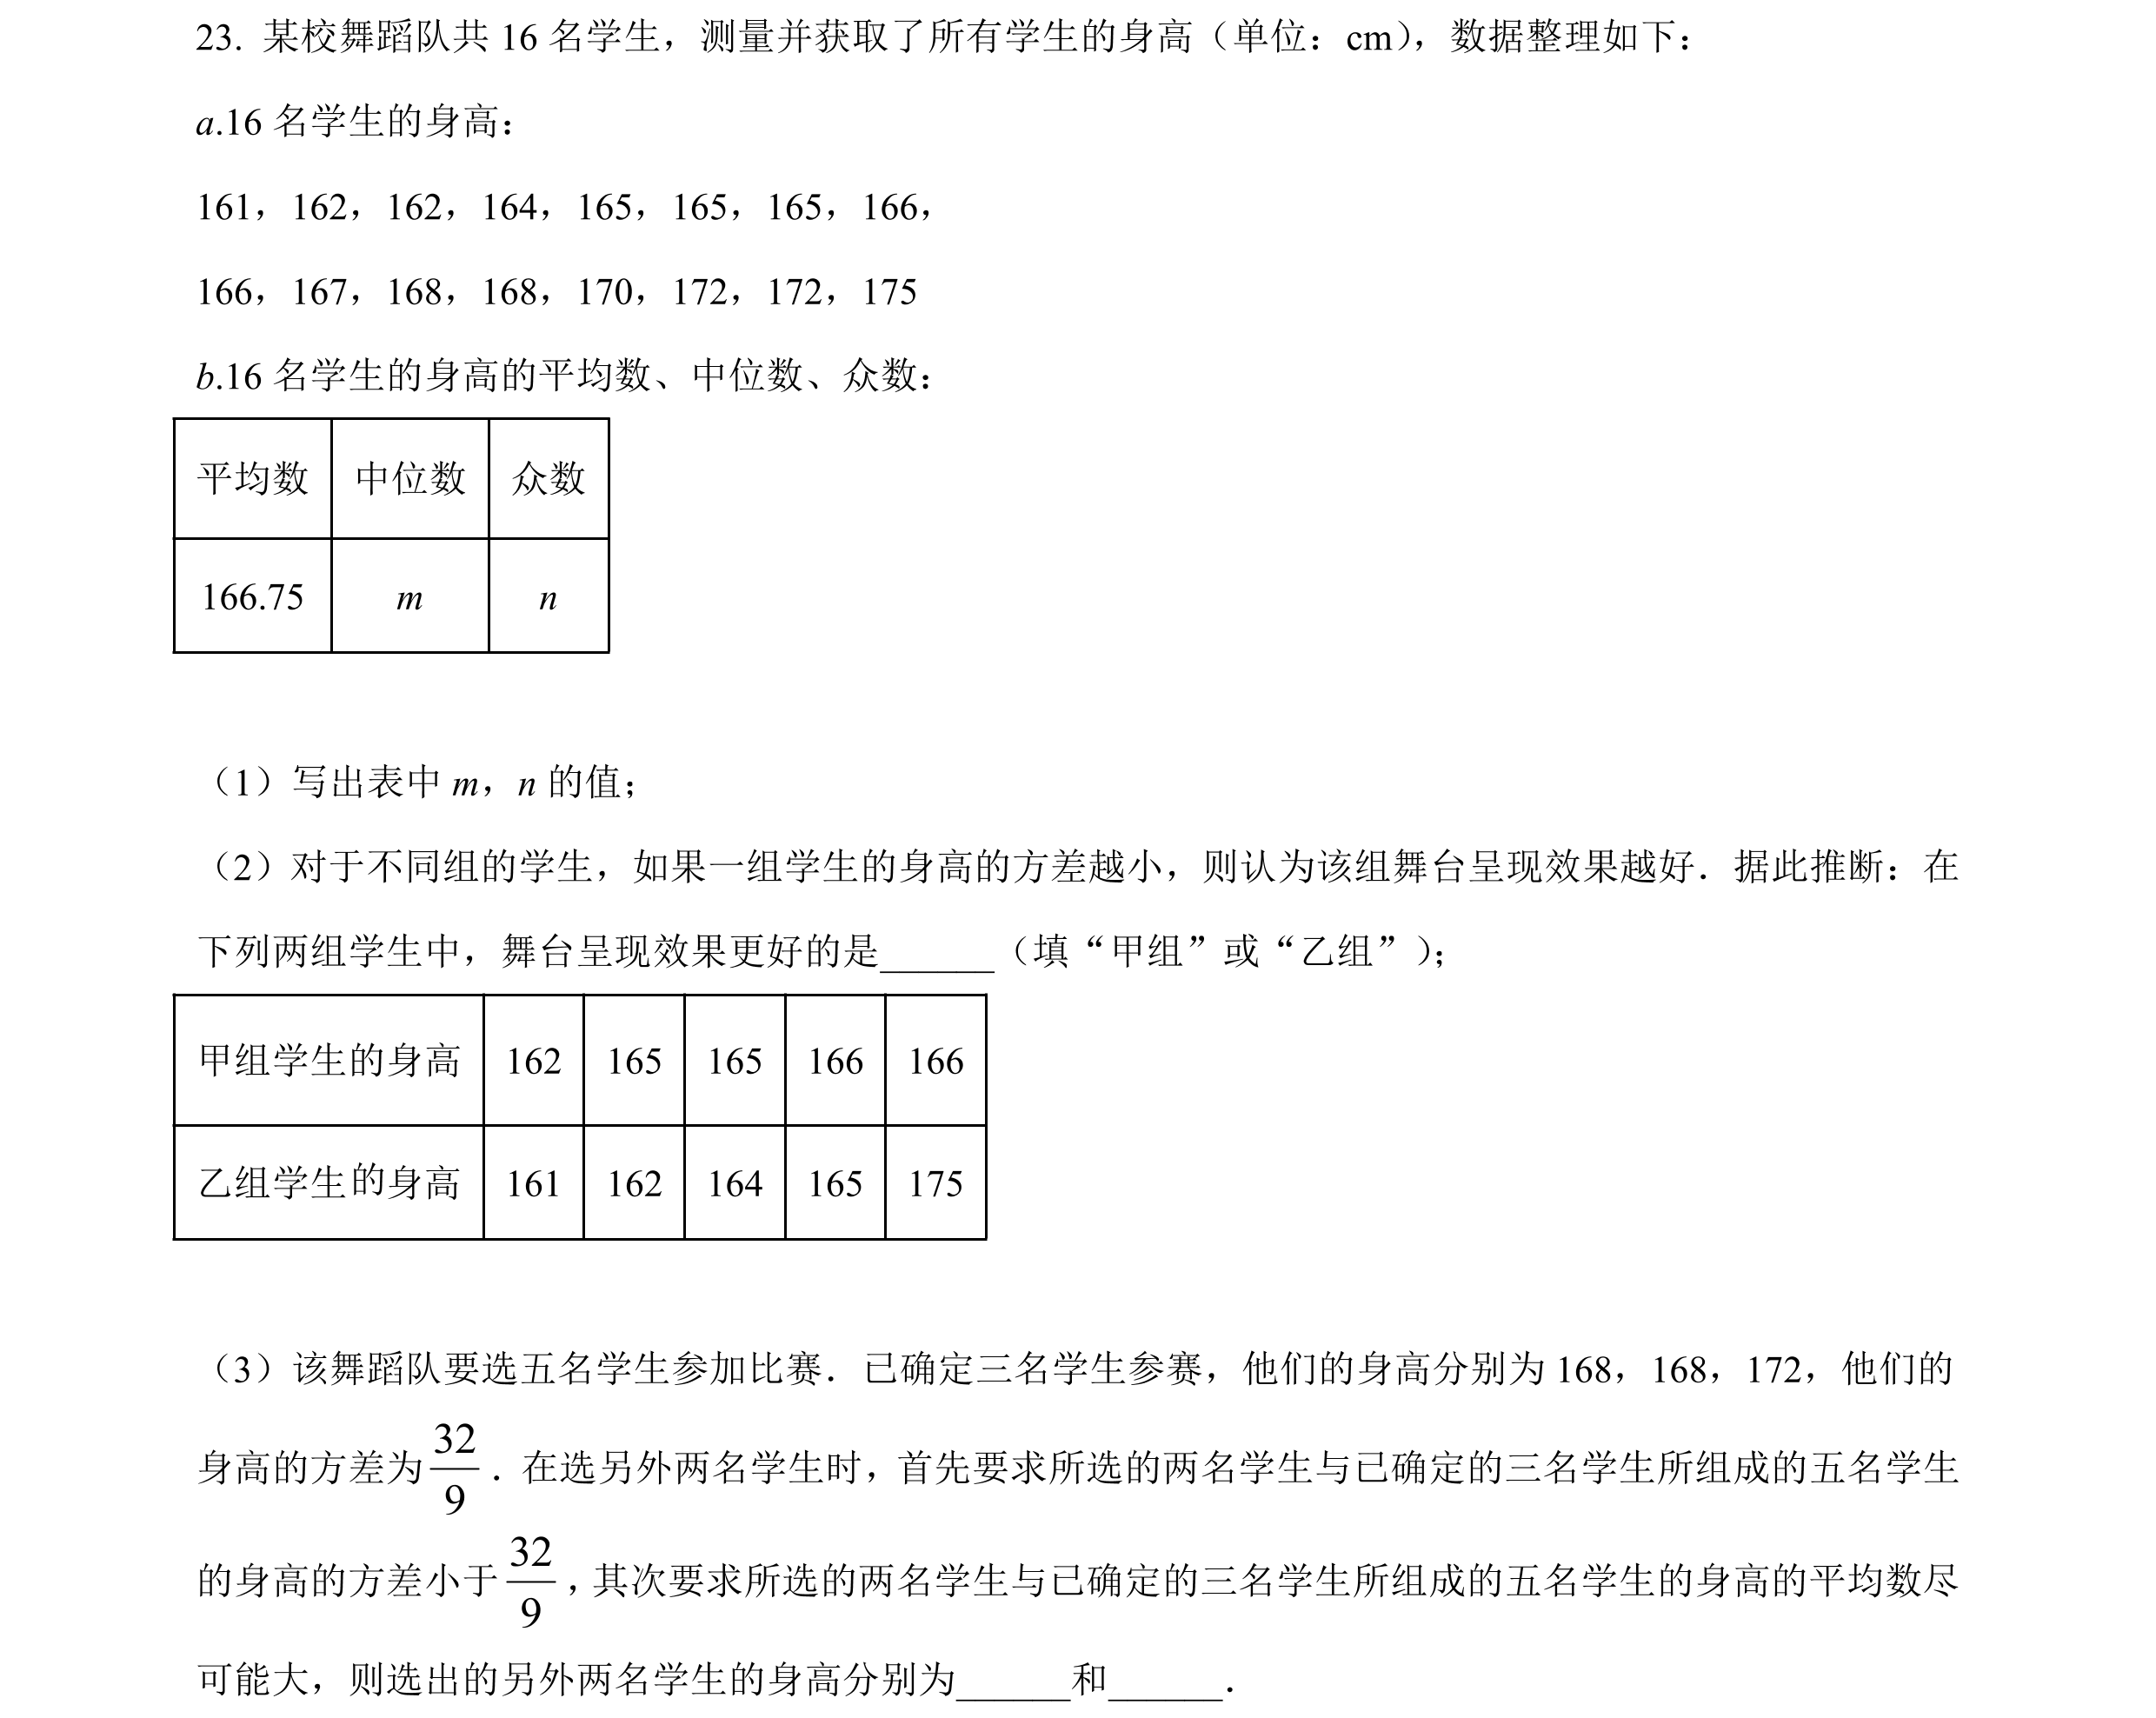 23. 某校舞蹈队共 16 名学生，测量并获取了所有学生的身高（单位：cm），数据整理如下：
a.16 名学生的身高：
161，162，162，164，165，165，165，166，
166，167，168，168，170，172，172，175
b.16 名学生的身高的平均数、中位数、众数：
平均数 中位数 众数
166.75 m n
（1）写出表中 m，n 的值；
（2）对于不同组的学生，如果一组学生的身高的方差越小，则认为该组舞台呈现效果越好．据此推断：在
下列两组学生中，舞台呈现效果更好的是______（填“甲组”或“乙组”）；
甲组学生的身高 162 165 165 166 166
乙组学生的身高 161 162 164 165 175
（3）该舞蹈队要选五名学生参加比赛．已确定三名学生参赛，他们的身高分别为 168，168，172，他们的
身高的方差为 32/9 ．在选另外两名学生时，首先要求所选的两名学生与已确定的三名学生所组成的五名学生
的身高的方差小于 32/9 ，其次要求所选的两名学生与已确定的三名学生所组成的五名学生的身高的平均数尽
可能大，则选出的另外两名学生的身高分别为______和______．